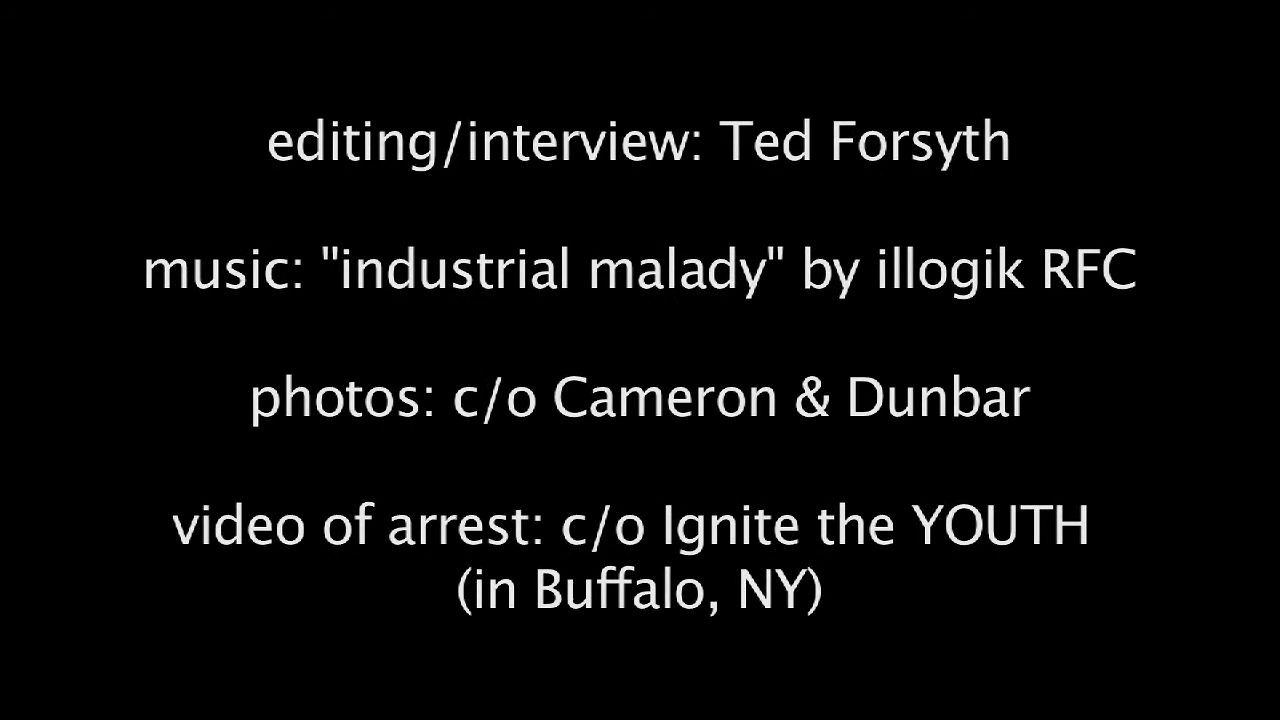 editing/interview: Ted Forsyth
music: "industrial malady" by illogik RFC
photos: c/o Cameron & Dunbar
video of arrest: c/o Ignite the YOUTH
(in Buffalo, NY)